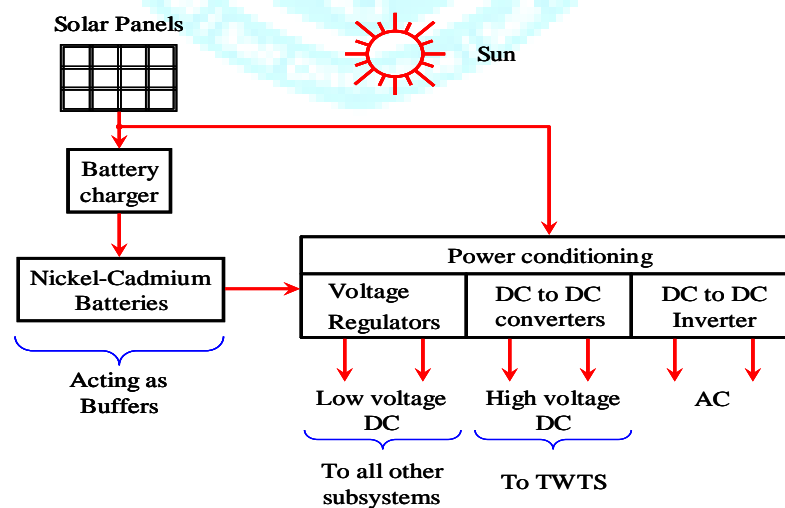 Solar Panels
Sun
Battery
charger
Nickel-Cadmium
Batteries
Acting as
Buffers
Power conditioning
Voltage
Regulators
DC to DC
converters
DC to DC
Inverter
Low voltage
DC
High voltage
DC
AC
To all other
subsystems
To TWTS